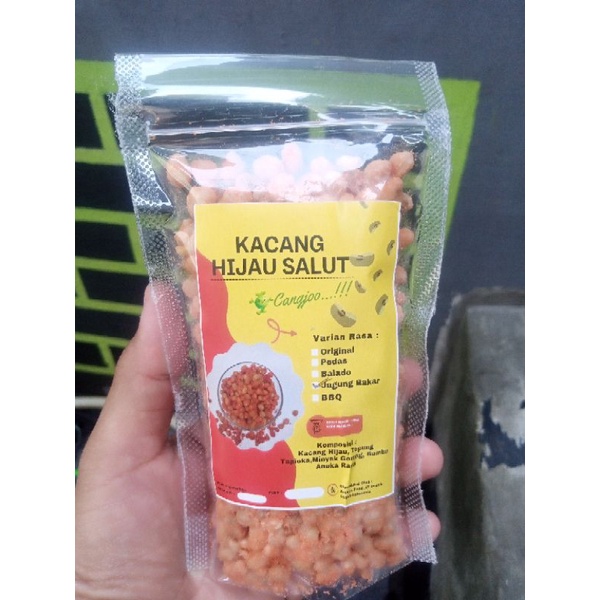 KACANG
HIJAU SALUT
Cangjoo...!!!
Varian Rasa :
Original
Pedas
Balado
Jagung Bakar
BBQ
Komposisi :
Kacang Hijau, Tepung
Tapioka, Minyak Goreng, Bumbu
Aneka Rasa